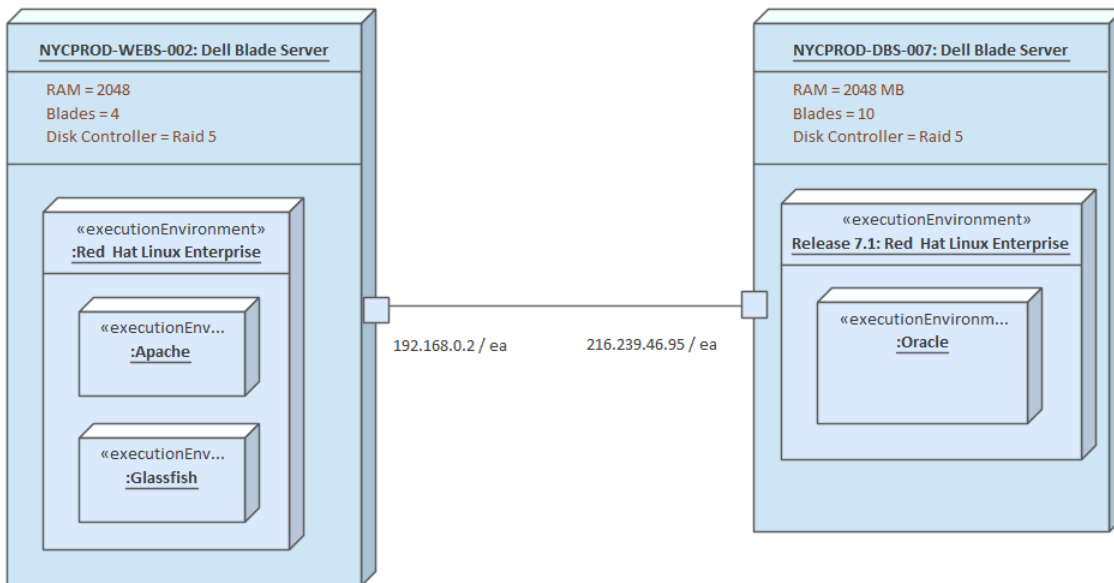 NYCPROD-WEBS-002: Dell Blade Server
RAM = 2048
Blades = 4
Disk Controller = Raid 5
«executionEnvironment»
:Red Hat Linux Enterprise
«executionEnv...
:Apache
«executionEnv...
:Glassfish
192.168.0.2 / ea
216.239.46.95 / ea
NYCPROD-DBS-007: Dell Blade Server
RAM = 2048 MB
Blades = 10
Disk Controller = Raid 5
«executionEnvironment»
Release 7.1: Red Hat Linux Enterprise
«executionEnvironm...
:Oracle